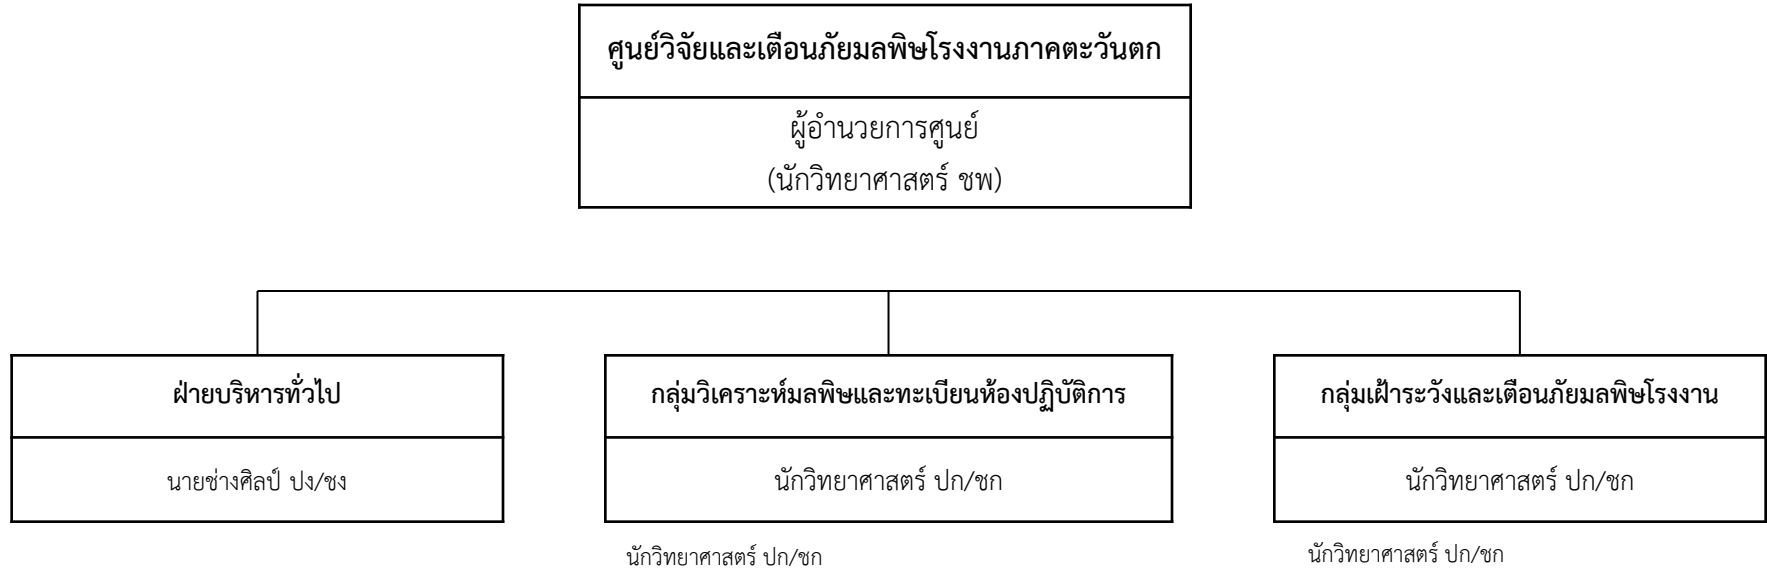 ศูนย์วิจัยและเตือนภัยมลพิษโรงงานภาคตะวันตก
ผู้อำนวยการศูนย์
(นักวิทยาศาสตร์ ชพ)
ฝ่ายบริหารทั่วไป
นายช่างศิลป์ ปง/ชง
กลุ่มวิเคราะห์มลพิษและทะเบียนห้องปฏิบัติการ
นักวิทยาศาสตร์ ปก/ชก
นักวิทยาศาสตร์ ปก/ชก
กลุ่มเฝ้าระวังและเตือนภัยมลพิษโรงงาน
นักวิทยาศาสตร์ ปก/ชก
นักวิทยาศาสตร์ ปก/ชก